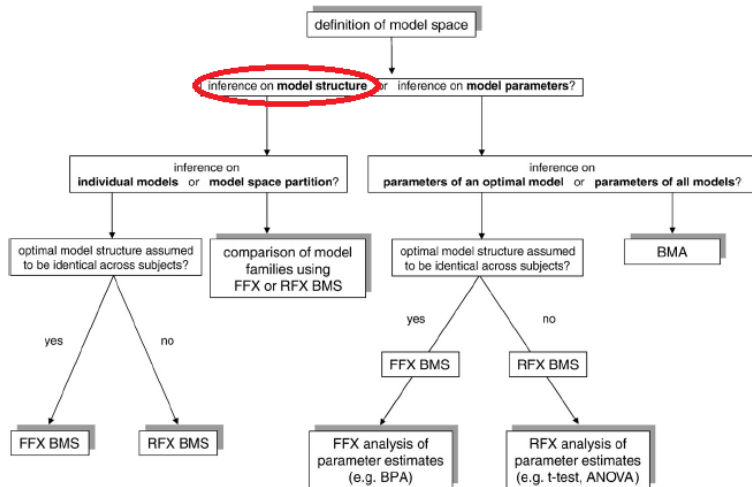 definition of model space
inference on model structure or inference on model parameters?
inference on
individual models or model space partition?
inference on
parameters of an optimal model or parameters of all models?
optimal model structure assumed
to be identical across subjects?
comparison of model
families using
FFX or RFX BMS
optimal model structure assumed
to be identical across subjects?
BMA
yes
no
yes
no
FFX BMS
RFX BMS
FFX BMS
RFX BMS
FFX analysis of
parameter estimates
(e.g. BPA)
RFX analysis of
parameter estimates
(e.g. t-test, ANOVA)